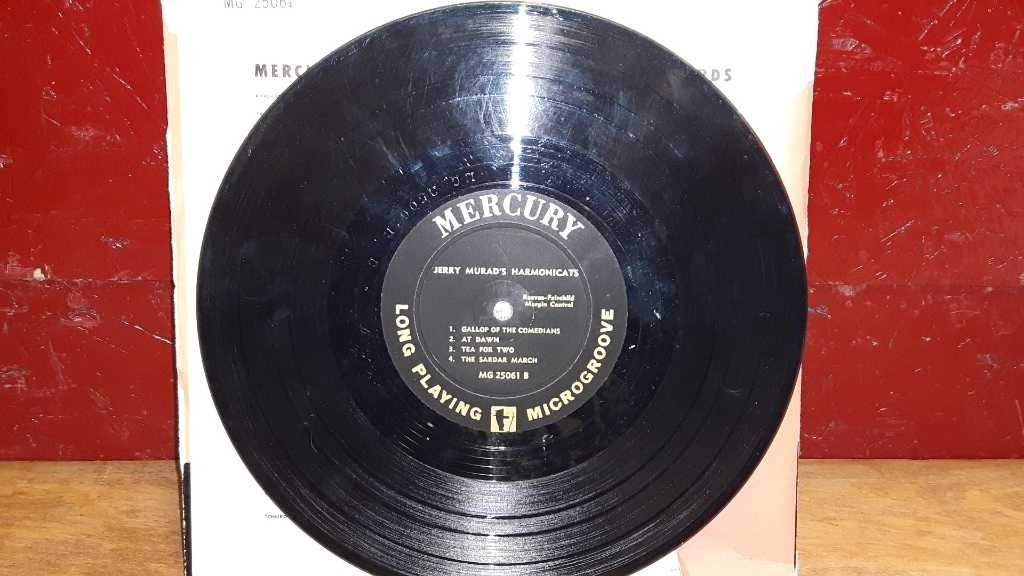 MG 25061
MERCU
RDS
MERCURY
JERRY MURAD'S HARMONICATS
Reeves-Fairchild
Margin Control
1. GALLOP OF THE COMEDIANS
2. AT DAWN
3. TEA FOR TWO
4. THE SARDAR MARCH
MG 25061 B
LONG PLAYING MICROGROOVE